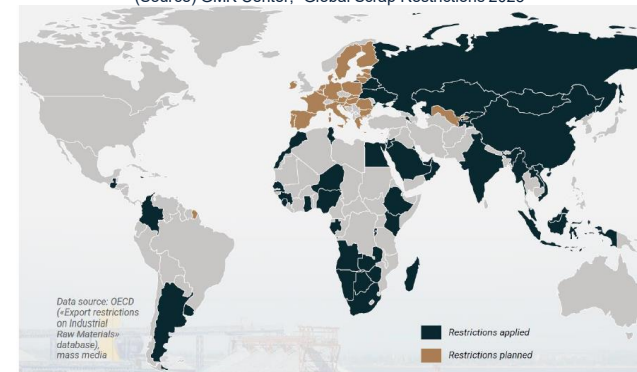 (Source) GMK Center, "Global Scrap Restrictions 2025"
Data source: OECD
(«Export restrictions
on Industrial
Raw Materials»
database),
mass media
Restrictions applied
Restrictions planned